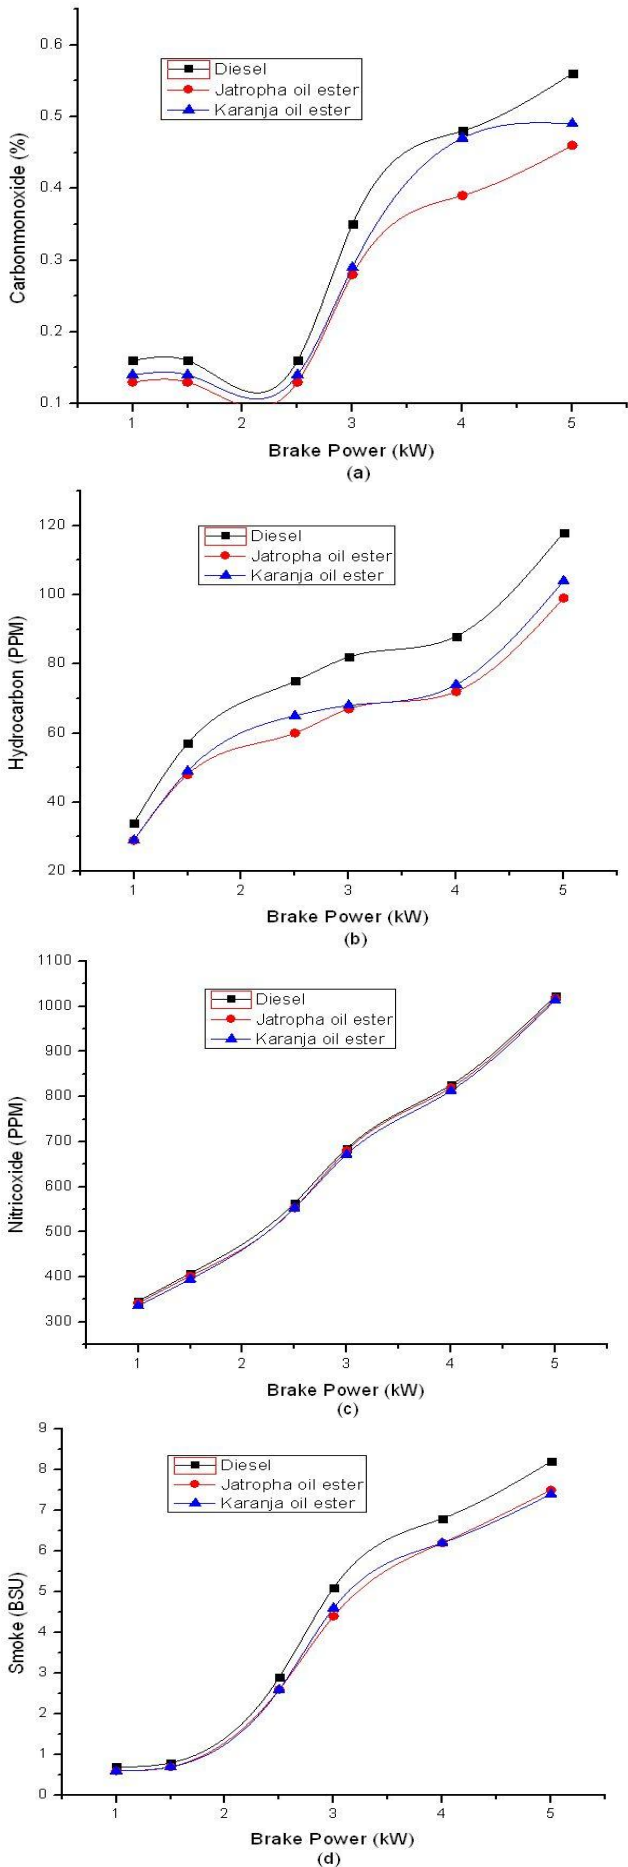 0.6
0.5
0.4
0.3
0.2
0.1
Carbonmonoxide (%)
Diesel
Jatropha oil ester
Karanja oil ester
1 2 3 4 5
Brake Power (kW)
(a)
120
100
80
60
40
20
Hydrocarbon (PPM)
Diesel
Jatropha oil ester
Karanja oil ester
1 2 3 4 5
Brake Power (kW)
(b)
1100
1000
900
800
700
600
500
400
300
Nitricoxide (PPM)
Diesel
Jatropha oil ester
Karanja oil ester
1 2 3 4 5
Brake Power (kW)
(c)
9
8
7
6
5
4
3
2
1
0
Smoke (BSU)
Diesel
Jatropha oil ester
Karanja oil ester
1 2 3 4 5
Brake Power (kW)
(d)